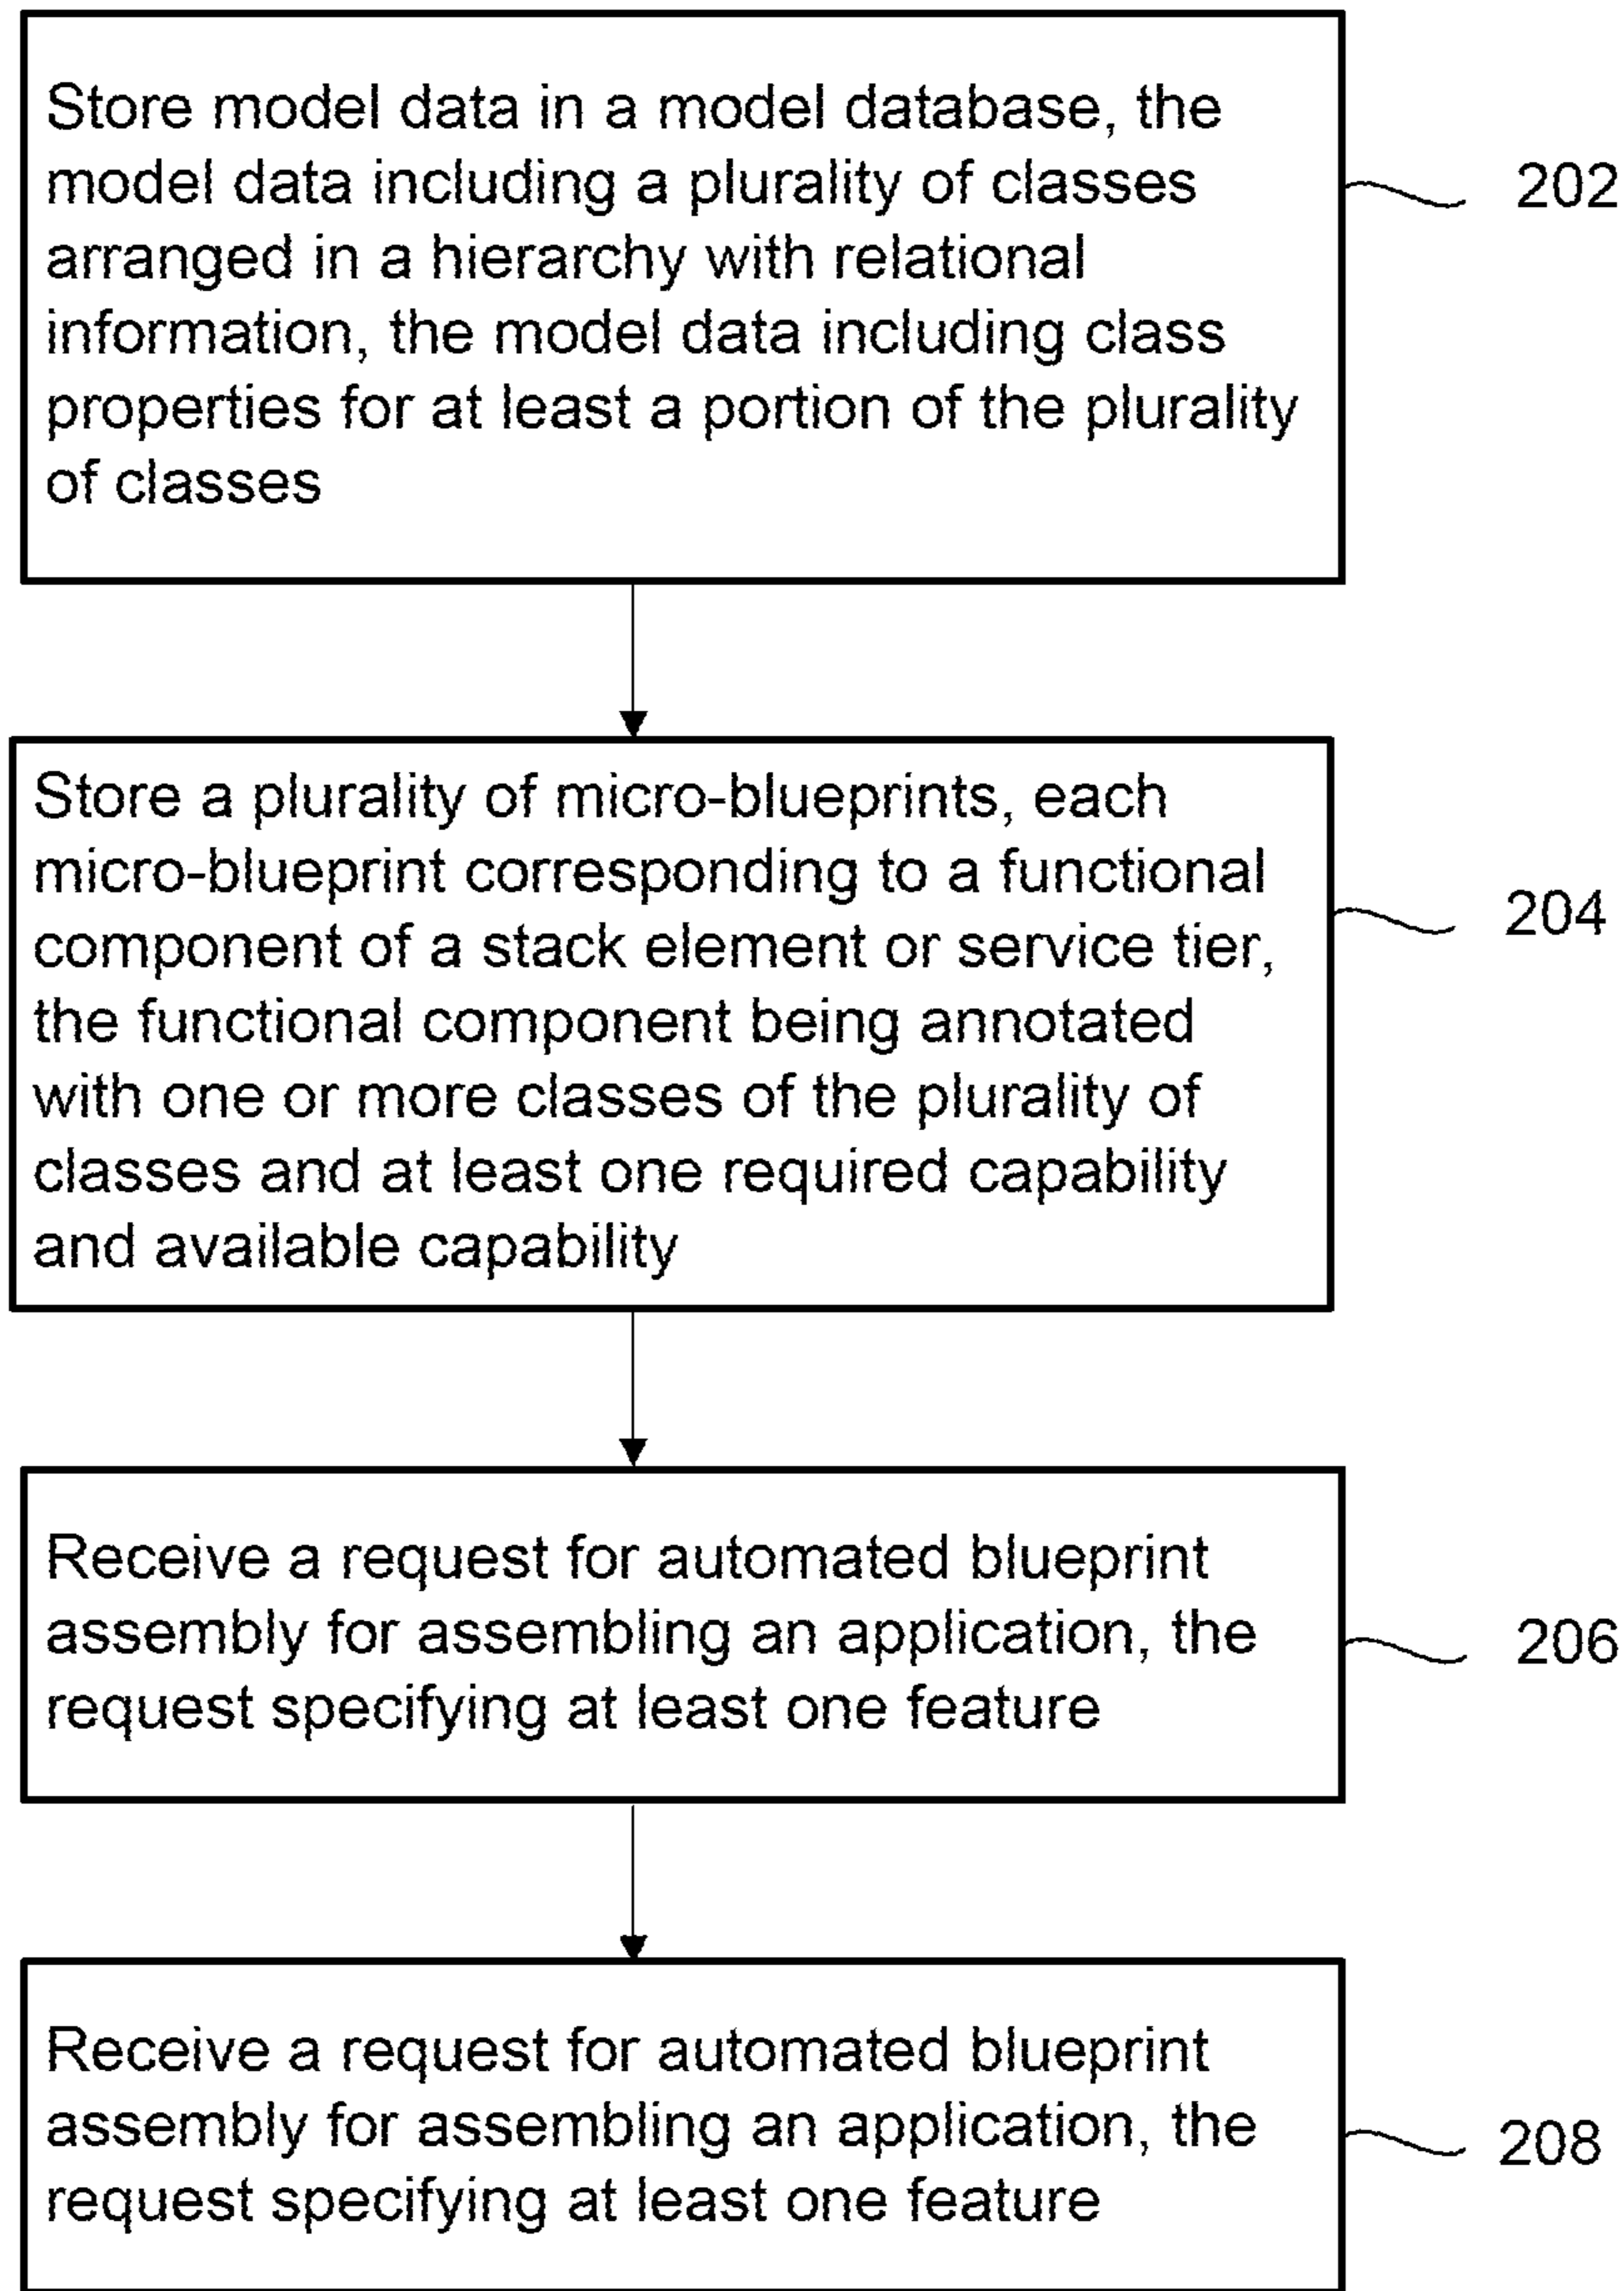 Store model data in a model database, the
model data including a plurality of classes
arranged in a hierarchy with relational
information, the model data including class
properties for at least a portion of the plurality
of classes
202
Store a plurality of micro-blueprints, each
micro-blueprint corresponding to a functional
component of a stack element or service tier,
the functional component being annotated
with one or more classes of the plurality of
classes and at least one required capability
and available capability
204
Receive a request for automated blueprint
assembly for assembling an application, the
request specifying at least one feature
206
Receive a request for automated blueprint
assembly for assembling an application, the
request specifying at least one feature
208